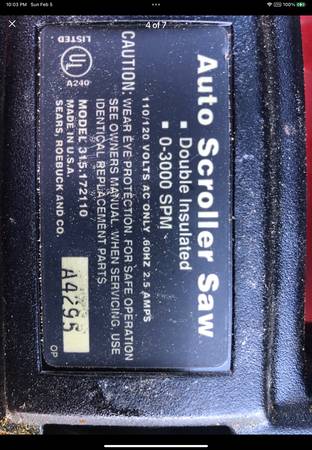 10:03 PM Sun Feb 5
100%
4 of 7
Auto Scroller Saw
Double Insulated
0-3000 SPM
110/120 VOLTS AC ONLY .60HZ 2.5 AMPS
CAUTION: WEAR EYE PROTECTION. FOR SAFE OPERATION
SEE OWNERS MANUAL. WHEN SERVICING, USE
IDENTICAL REPLACEMENT PARTS.
MODEL 315.172110
MADE IN U.S.A.
SEARS, ROEBUCK AND CO.
UL
LISTED
A240
A4295
OP